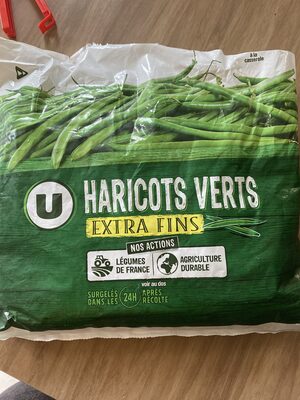 à la
casserole
U
HARICOTS VERTS
EXTRA FINS
NOS ACTIONS
LÉGUMES
DE FRANCE
AGRICULTURE
DURABLE
voir au dos
SURGELÉS
DANS LES
24H
APRÈS
RÉCOLTE